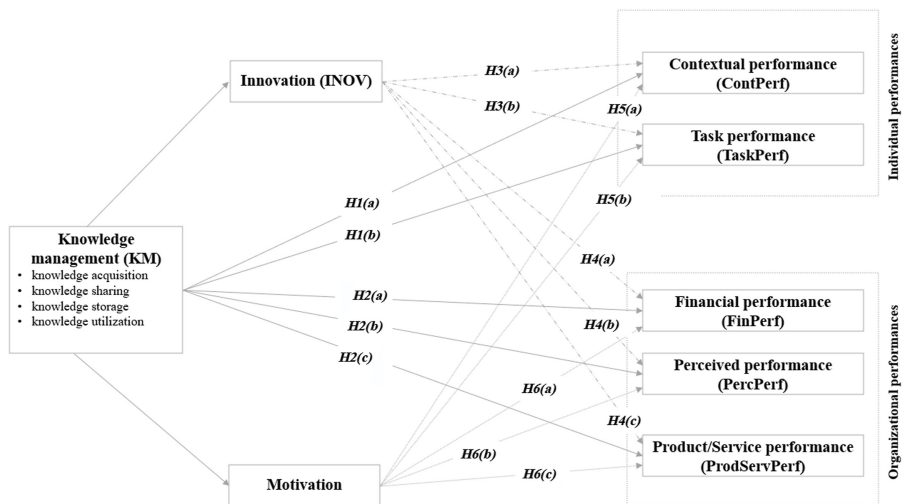 Innovation (INOV)
Knowledge
management (KM)
• knowledge acquisition
• knowledge sharing
• knowledge storage
• knowledge utilization
Motivation
H3(a)
H3(b)
H5(a)
H1(a)
H1(b)
H5(b)
H4(a)
H2(a)
H2(b)
H4(b)
H2(c)
H6(a)
H4(c)
H6(b)
H6(c)
Contextual performance
(ContPerf)
Task performance
(TaskPerf)
Individual performances
Financial performance
(FinPerf)
Perceived performance
(PercPerf)
Product/Service performance
(ProdServPerf)
Organizational performances